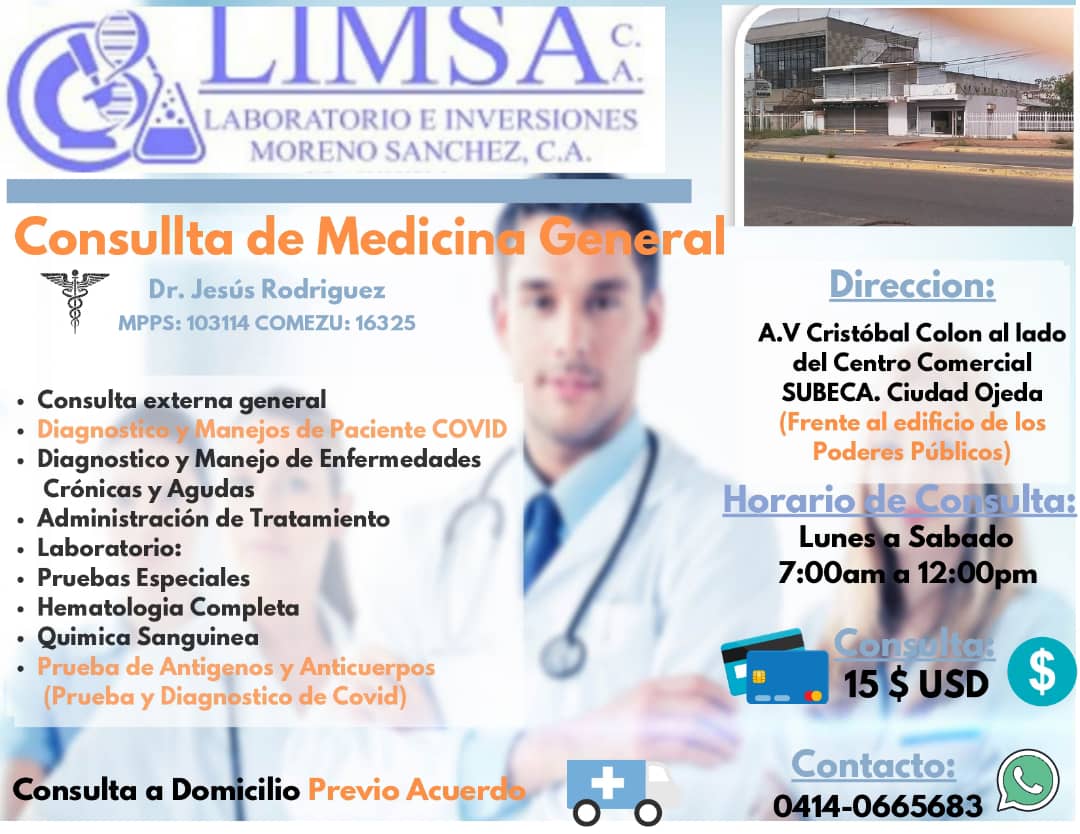 LIMSA C.A.
LABORATORIO E INVERSIONES
MORENO SANCHEZ, C.A.
Consullta de Medicina General
Dr. Jesús Rodriguez
MPPS: 103114 COMEZU: 16325
• Consulta externa general
• Diagnostico y Manejos de Paciente COVID
• Diagnostico y Manejo de Enfermedades
Crónicas y Agudas
• Administración de Tratamiento
• Laboratorio:
• Pruebas Especiales
• Hematologia Completa
• Quimica Sanguinea
• Prueba de Antigenos y Anticuerpos
(Prueba y Diagnostico de Covid)
Consulta a Domicilio Previo Acuerdo
Direccion:
A.V Cristóbal Colon al lado
del Centro Comercial
SUBECA. Ciudad Ojeda
(Frente al edificio de los
Poderes Públicos)
Horario de Consulta:
Lunes a Sabado
7:00am a 12:00pm
Consulta:
15 $ USD
$
Contacto:
0414-0665683